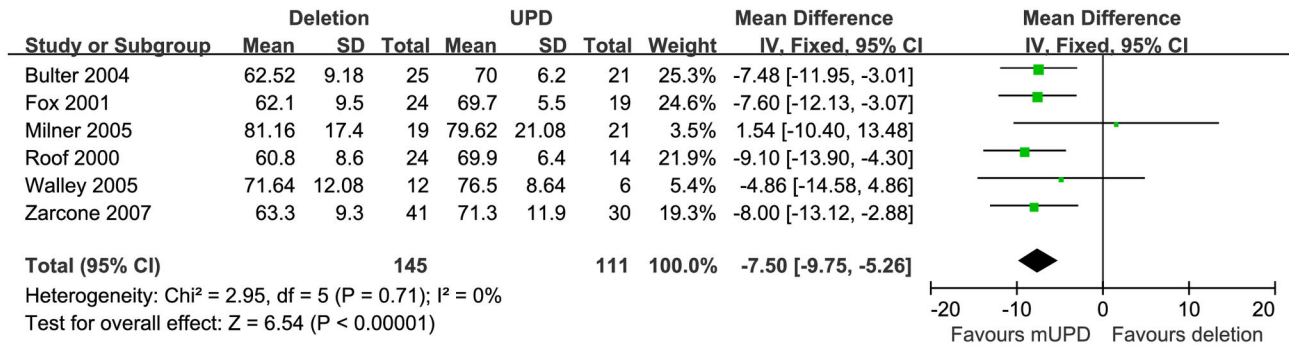 Deletion UPD Mean Difference Mean Difference
Study or Subgroup Mean SD Total Mean SD Total Weight IV, Fixed, 95% CI IV, Fixed, 95% CI
Bulter 2004 62.52 9.18 25 70 6.2 21 25.3% -7.48 [-11.95, -3.01]
Fox 2001 62.1 9.5 24 69.7 5.5 19 24.6% -7.60 [-12.13, -3.07]
Milner 2005 81.16 17.4 19 79.62 21.08 21 3.5% 1.54 [-10.40, 13.48]
Roof 2000 60.8 8.6 24 69.9 6.4 14 21.9% -9.10 [-13.90, -4.30]
Walley 2005 71.64 12.08 12 76.5 8.64 6 5.4% -4.86 [-14.58, 4.86]
Zarcone 2007 63.3 9.3 41 71.3 11.9 30 19.3% -8.00 [-13.12, -2.88]
Total (95% CI) 145 111 100.0% -7.50 [-9.75, -5.26]
Heterogeneity: Chi² = 2.95, df = 5 (P = 0.71); I² = 0%
Test for overall effect: Z = 6.54 (P < 0.00001)
-20 -10 0 10 20
Favours mUPD Favours deletion